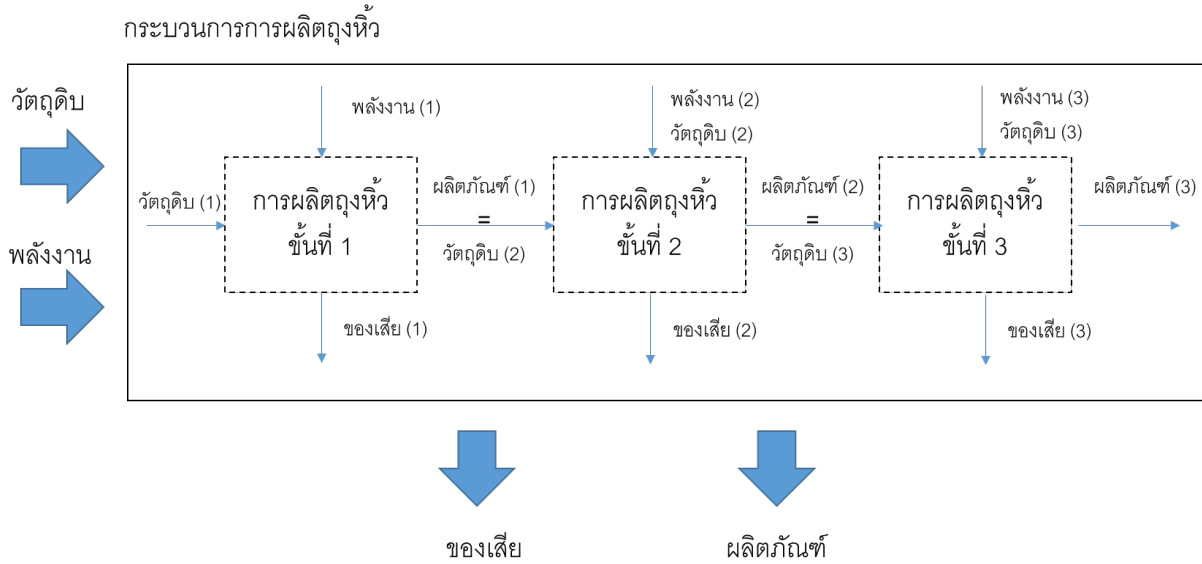 กระบวนการการผลิตถุงหิ้ว
วัตถุดิบ
พลังงาน
พลังงาน (1)
พลังงาน (2)
วัตถุดิบ (2)
พลังงาน (3)
วัตถุดิบ (3)
วัตถุดิบ (1)
การผลิตถุงหิ้ว
ขั้นที่ 1
ผลิตภัณฑ์ (1)
=
วัตถุดิบ (2)
การผลิตถุงหิ้ว
ขั้นที่ 2
ผลิตภัณฑ์ (2)
=
วัตถุดิบ (3)
การผลิตถุงหิ้ว
ขั้นที่ 3
ผลิตภัณฑ์ (3)
ของเสีย (1)
ของเสีย (2)
ของเสีย (3)
ของเสีย
ผลิตภัณฑ์